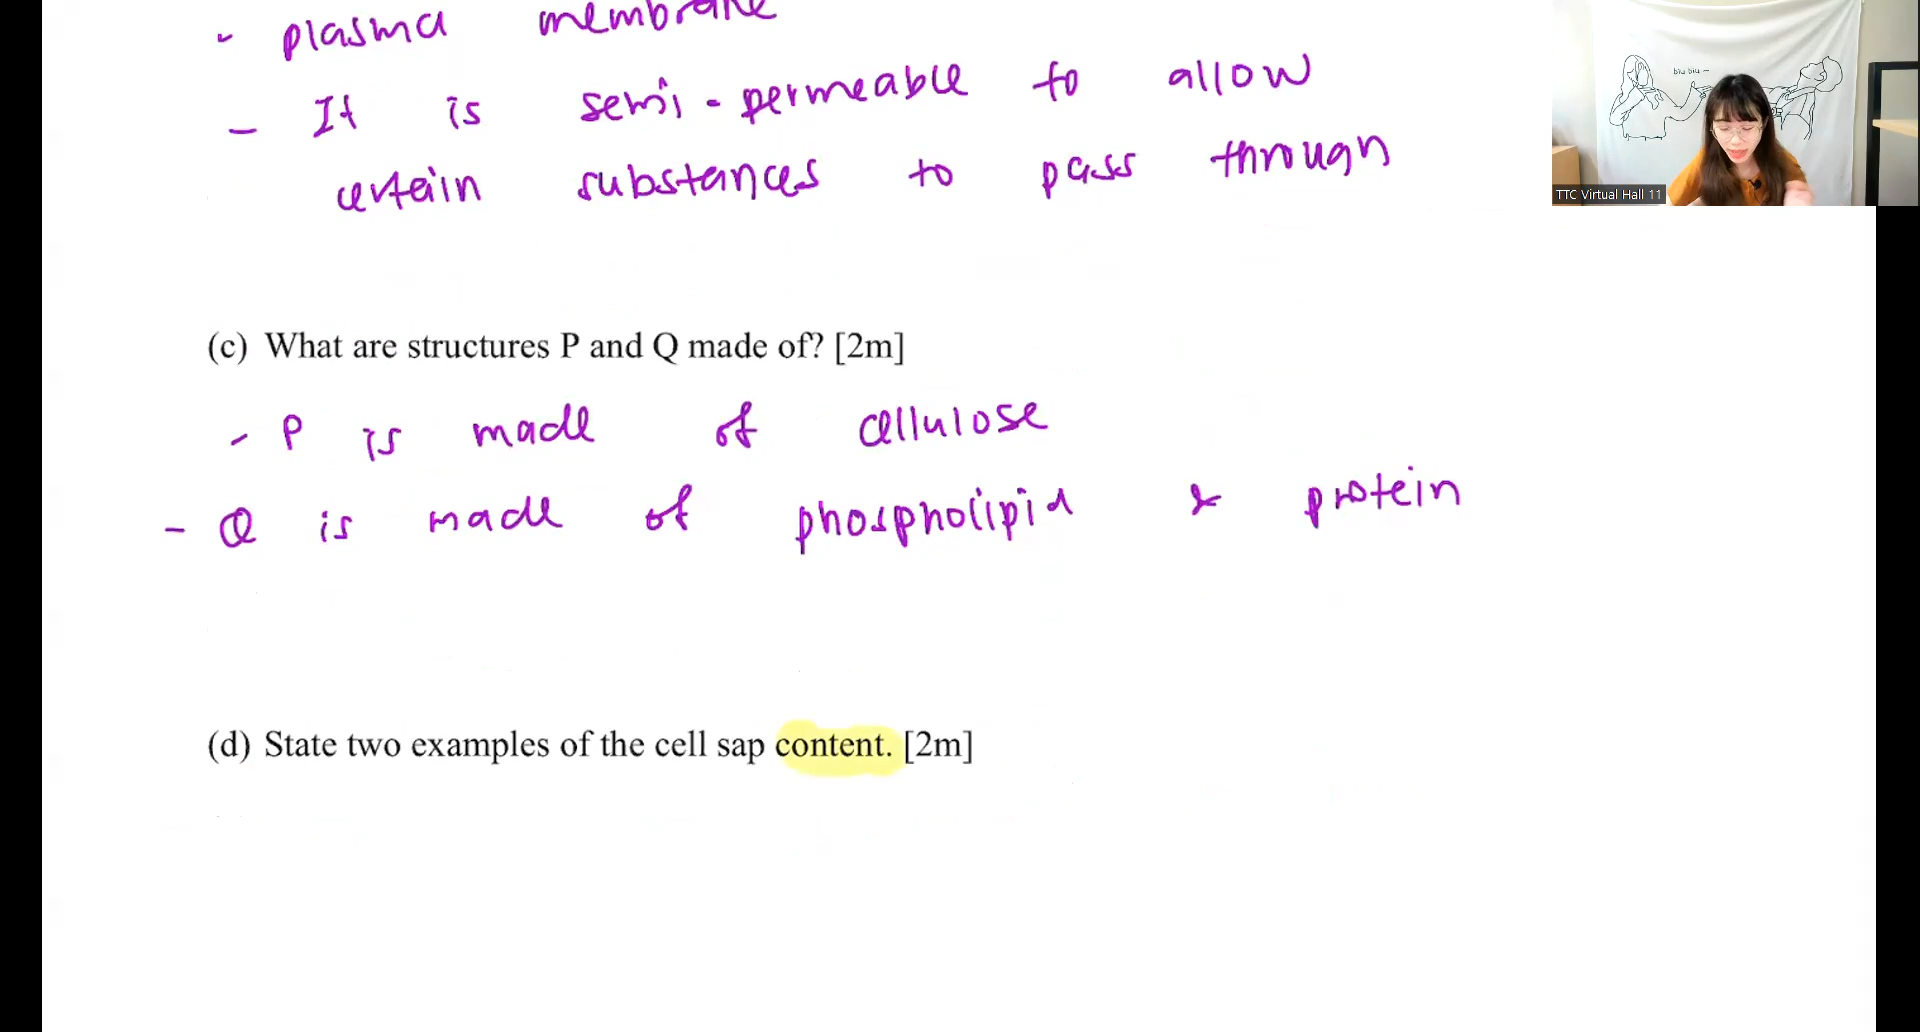 - plasma membrane
- It is semi-permeable to allow
certain substances to pass through
(c) What are structures P and Q made of? [2m]
- P is made of cellulose
- Q is made of phospholipid & protein
(d) State two examples of the cell sap content. [2m]
biu biu ~
TTC Virtual Hall 11